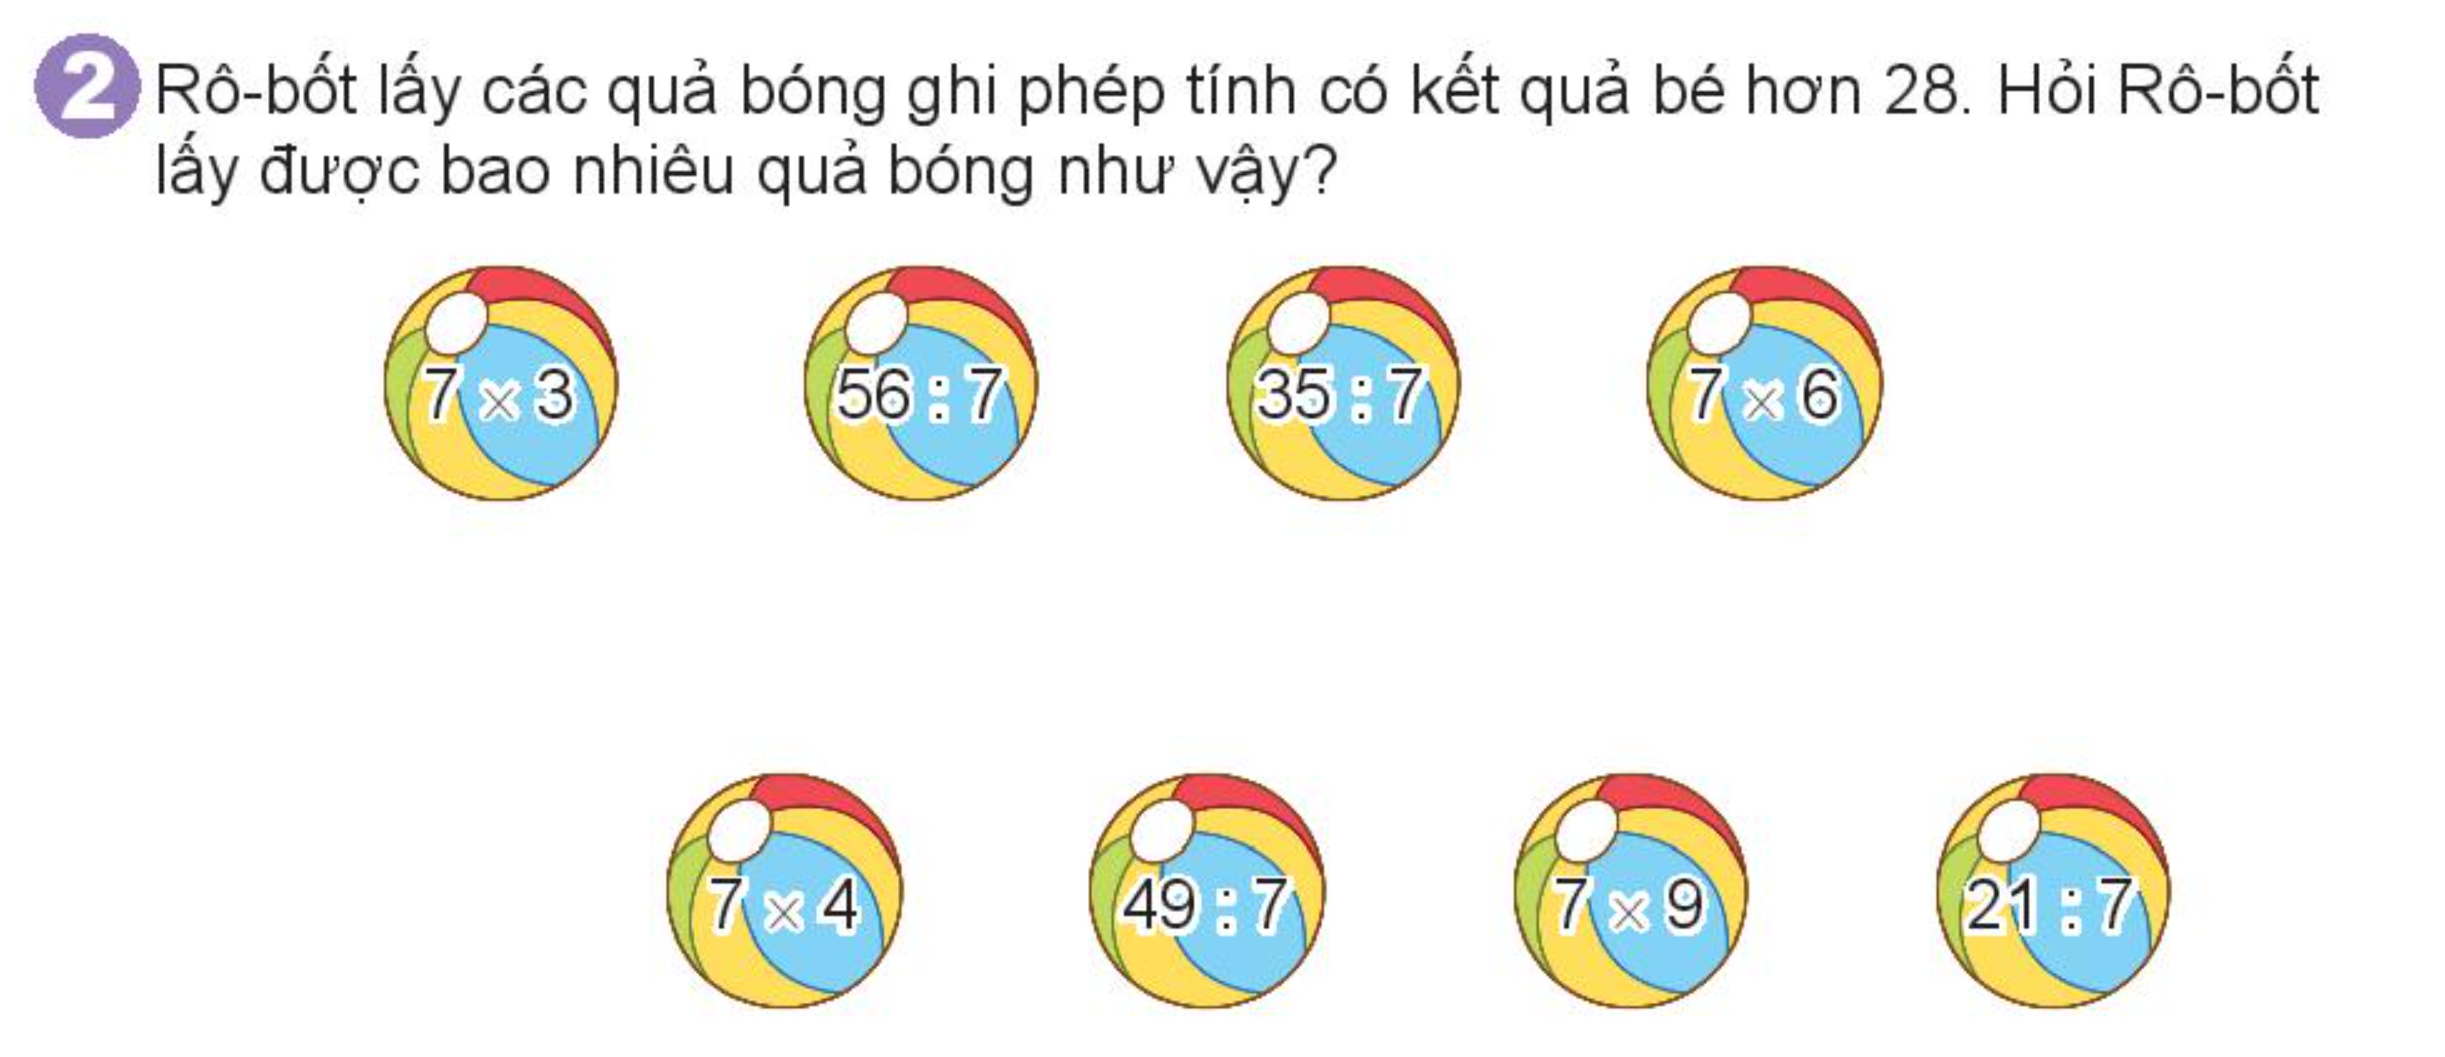 2 Rô-bốt lấy các quả bóng ghi phép tính có kết quả bé hơn 28. Hỏi Rô-bốt
lấy được bao nhiêu quả bóng như vậy?
7 × 3 56 : 7 35 : 7 7 × 6
7 × 4 49 : 7 7 × 9 21 : 7